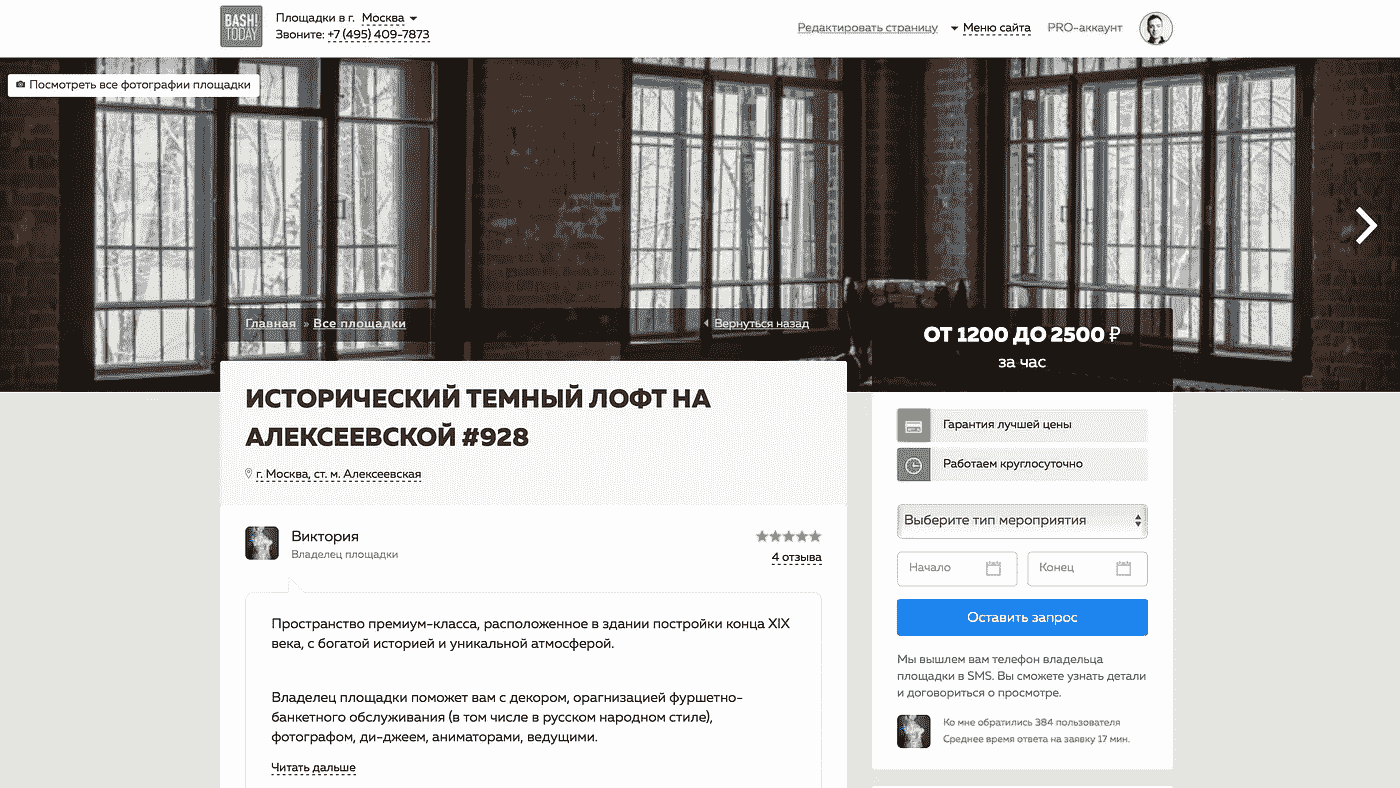 BASH!
TODAY
Площадки в г. Москва
Звоните: +7 (495) 409-7873
Редактировать страницу
Меню сайта
PRO-аккаунт
Посмотреть все фотографии площадки
Главная » Все площадки
Вернуться назад
ОТ 1200 ДО 2500 ₽
за час
ИСТОРИЧЕСКИЙ ТЕМНЫЙ ЛОФТ НА
АЛЕКСЕЕВСКОЙ #928
г. Москва, ст. м. Алексеевская
Гарантия лучшей цены
Работаем круглосуточно
Выберите тип мероприятия
Начало
Конец
Оставить запрос
Мы вышлем вам телефон владельца
площадки в SMS. Вы сможете узнать детали
и договориться о просмотре.
Ко мне обратились 384 пользователя
Среднее время ответа на заявку 17 мин.
Виктория
Владелец площадки
4 отзыва
Пространство премиум-класса, расположенное в здании постройки конца XIX
века, с богатой историей и уникальной атмосферой.
Владелец площадки поможет вам с декором, орагнизацией фуршетно-
банкетного обслуживания (в том числе в русском народном стиле),
фотографом, ди-джеем, аниматорами, ведущими.
Читать дальше